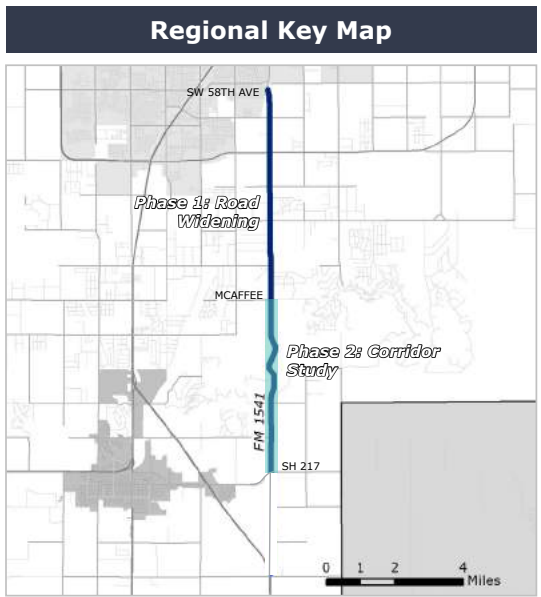 Regional Key Map
SW 58TH AVE
Phase 1: Road
Widening
MCAFFEE
Phase 2: Corridor
Study
FM 1541
SH 217
0 1 2 4
Miles